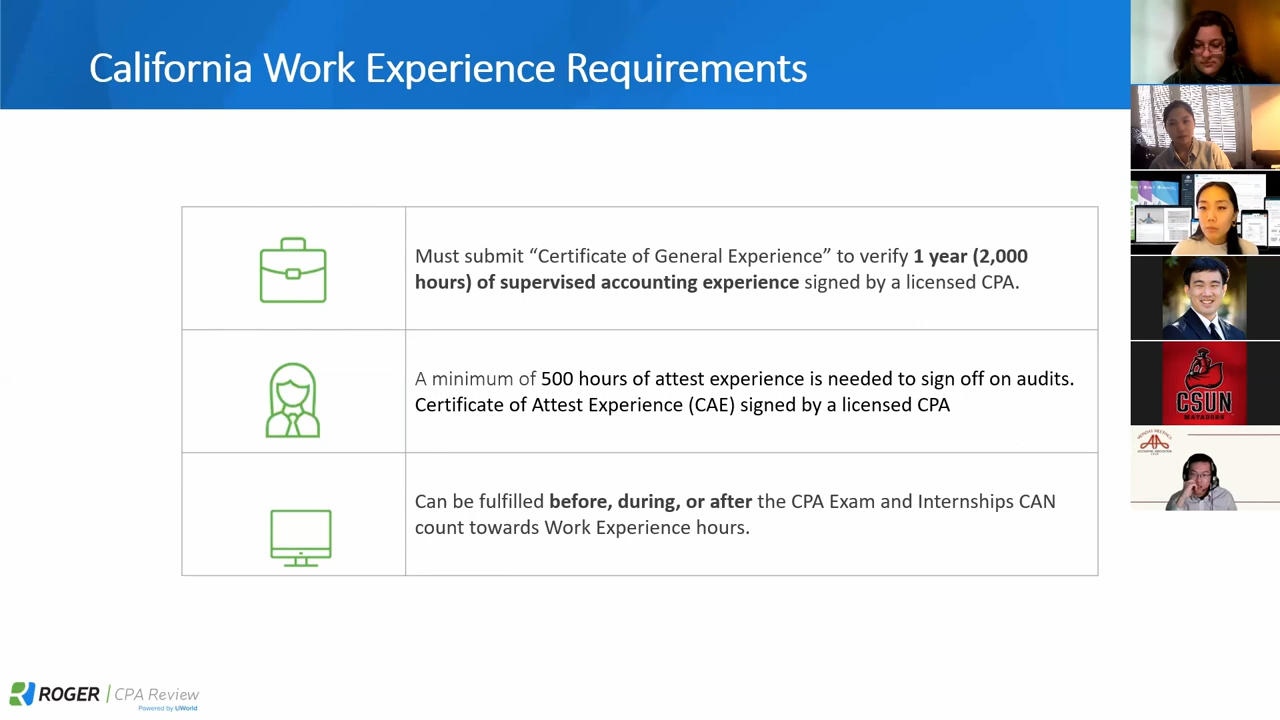 California Work Experience Requirements
Must submit “Certificate of General Experience” to verify 1 year (2,000
hours) of supervised accounting experience signed by a licensed CPA.
A minimum of 500 hours of attest experience is needed to sign off on audits.
Certificate of Attest Experience (CAE) signed by a licensed CPA
Can be fulfilled before, during, or after the CPA Exam and Internships CAN
count towards Work Experience hours.
ROGER | CPA Review
Powered by UWorld
CSUN
MATADORS